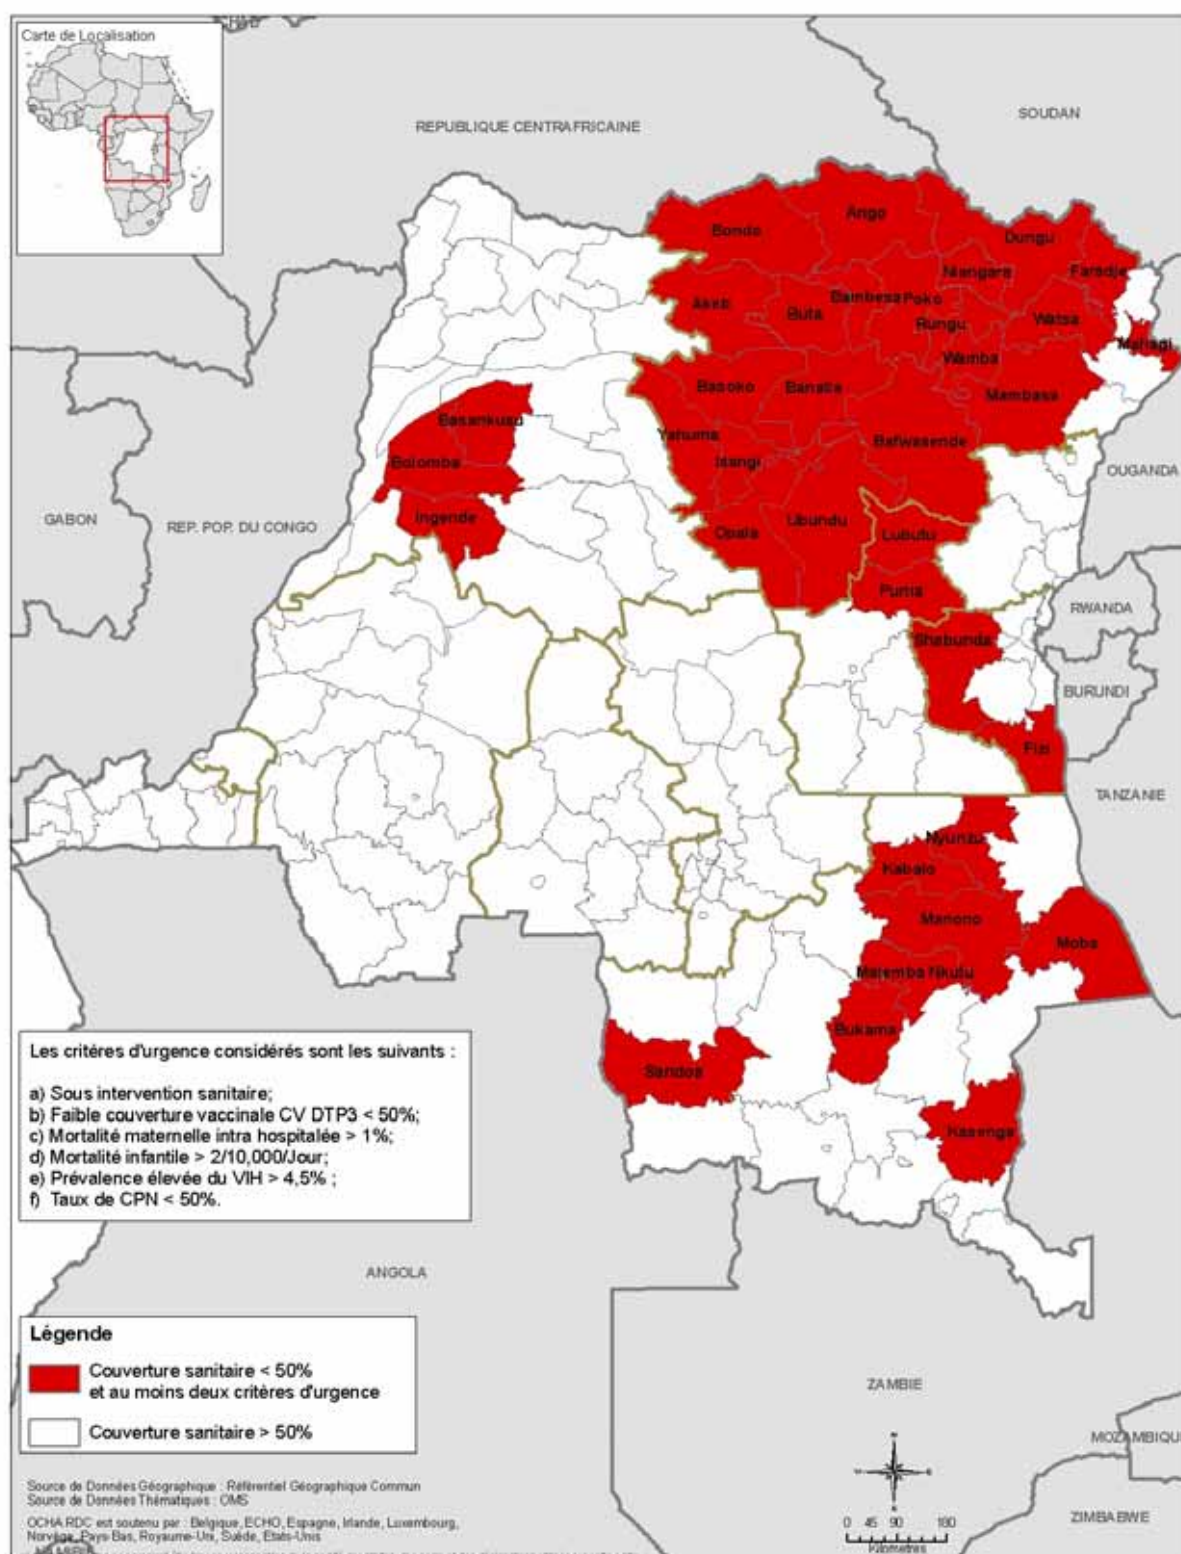 Carte de Localisation
REPUBLIQUE CENTRAFRICAINE
SOUDAN
Bondo
Ango
Dungu
Niangara
Faradje
Aketi
Buta
Bambesa
Poko
Rungu
Watsa
Mahagi
Wamba
Basoko
Banalia
Mambasa
Basankusu
Yahuma
Bafwasende
Bolomba
Isangi
OUGANDA
GABON
REP. POP. DU CONGO
Ingende
Opala
Ubundu
Lubutu
Punia
RWANDA
Shabunda
BURUNDI
Fizi
TANZANIE
Nyunzu
Kabalo
Manono
Moba
Malemba Nkulu
Bukama
Sandoa
Kasenga
Les critères d'urgence considérés sont les suivants :
a) Sous intervention sanitaire;
b) Faible couverture vaccinale CV DTP3 < 50%;
c) Mortalité maternelle intra hospitalée > 1%;
d) Mortalité infantile > 2/10,000/Jour;
e) Prévalence élevée du VIH > 4,5% ;
f) Taux de CPN < 50%.
ANGOLA
Légende
Couverture sanitaire < 50%
et au moins deux critères d'urgence
Couverture sanitaire > 50%
ZAMBIE
MOZAMBIQU
ZIMBABWE
Source de Données Géographique : Référentiel Géographique Commun
Source de Données Thématiques : OMS
OCHA RDC est soutenu par : Belgique, ECHO, Espagne, Irlande, Luxembourg,
Norvège, Pays-Bas, Royaume-Uni, Suède, Etats-Unis
0 45 90 180
Kilometres